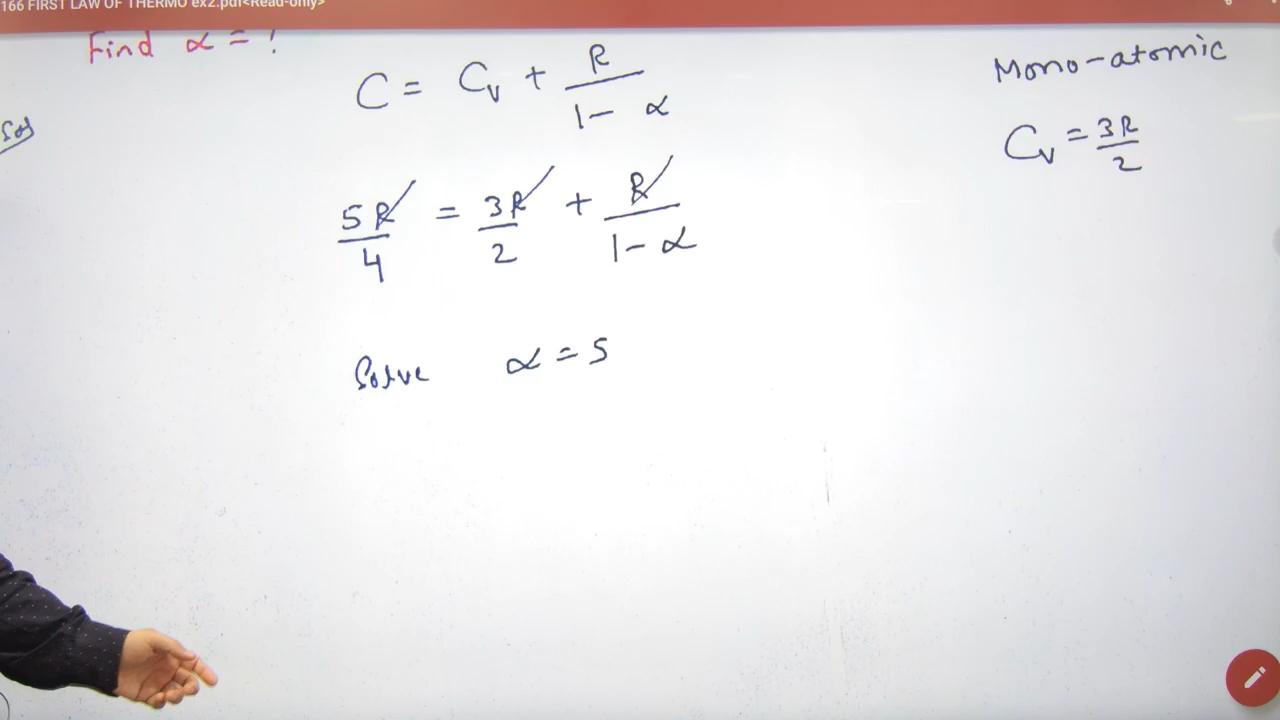 166 FIRST LAW OF THERMO ex2.pdf<Read-only>
Find α = ?
Sol
C = Cv + R/(1 - α)
Mono-atomic
Cv = 3R/2
5R/4 = 3R/2 + R/(1 - α)
Solve α = 5